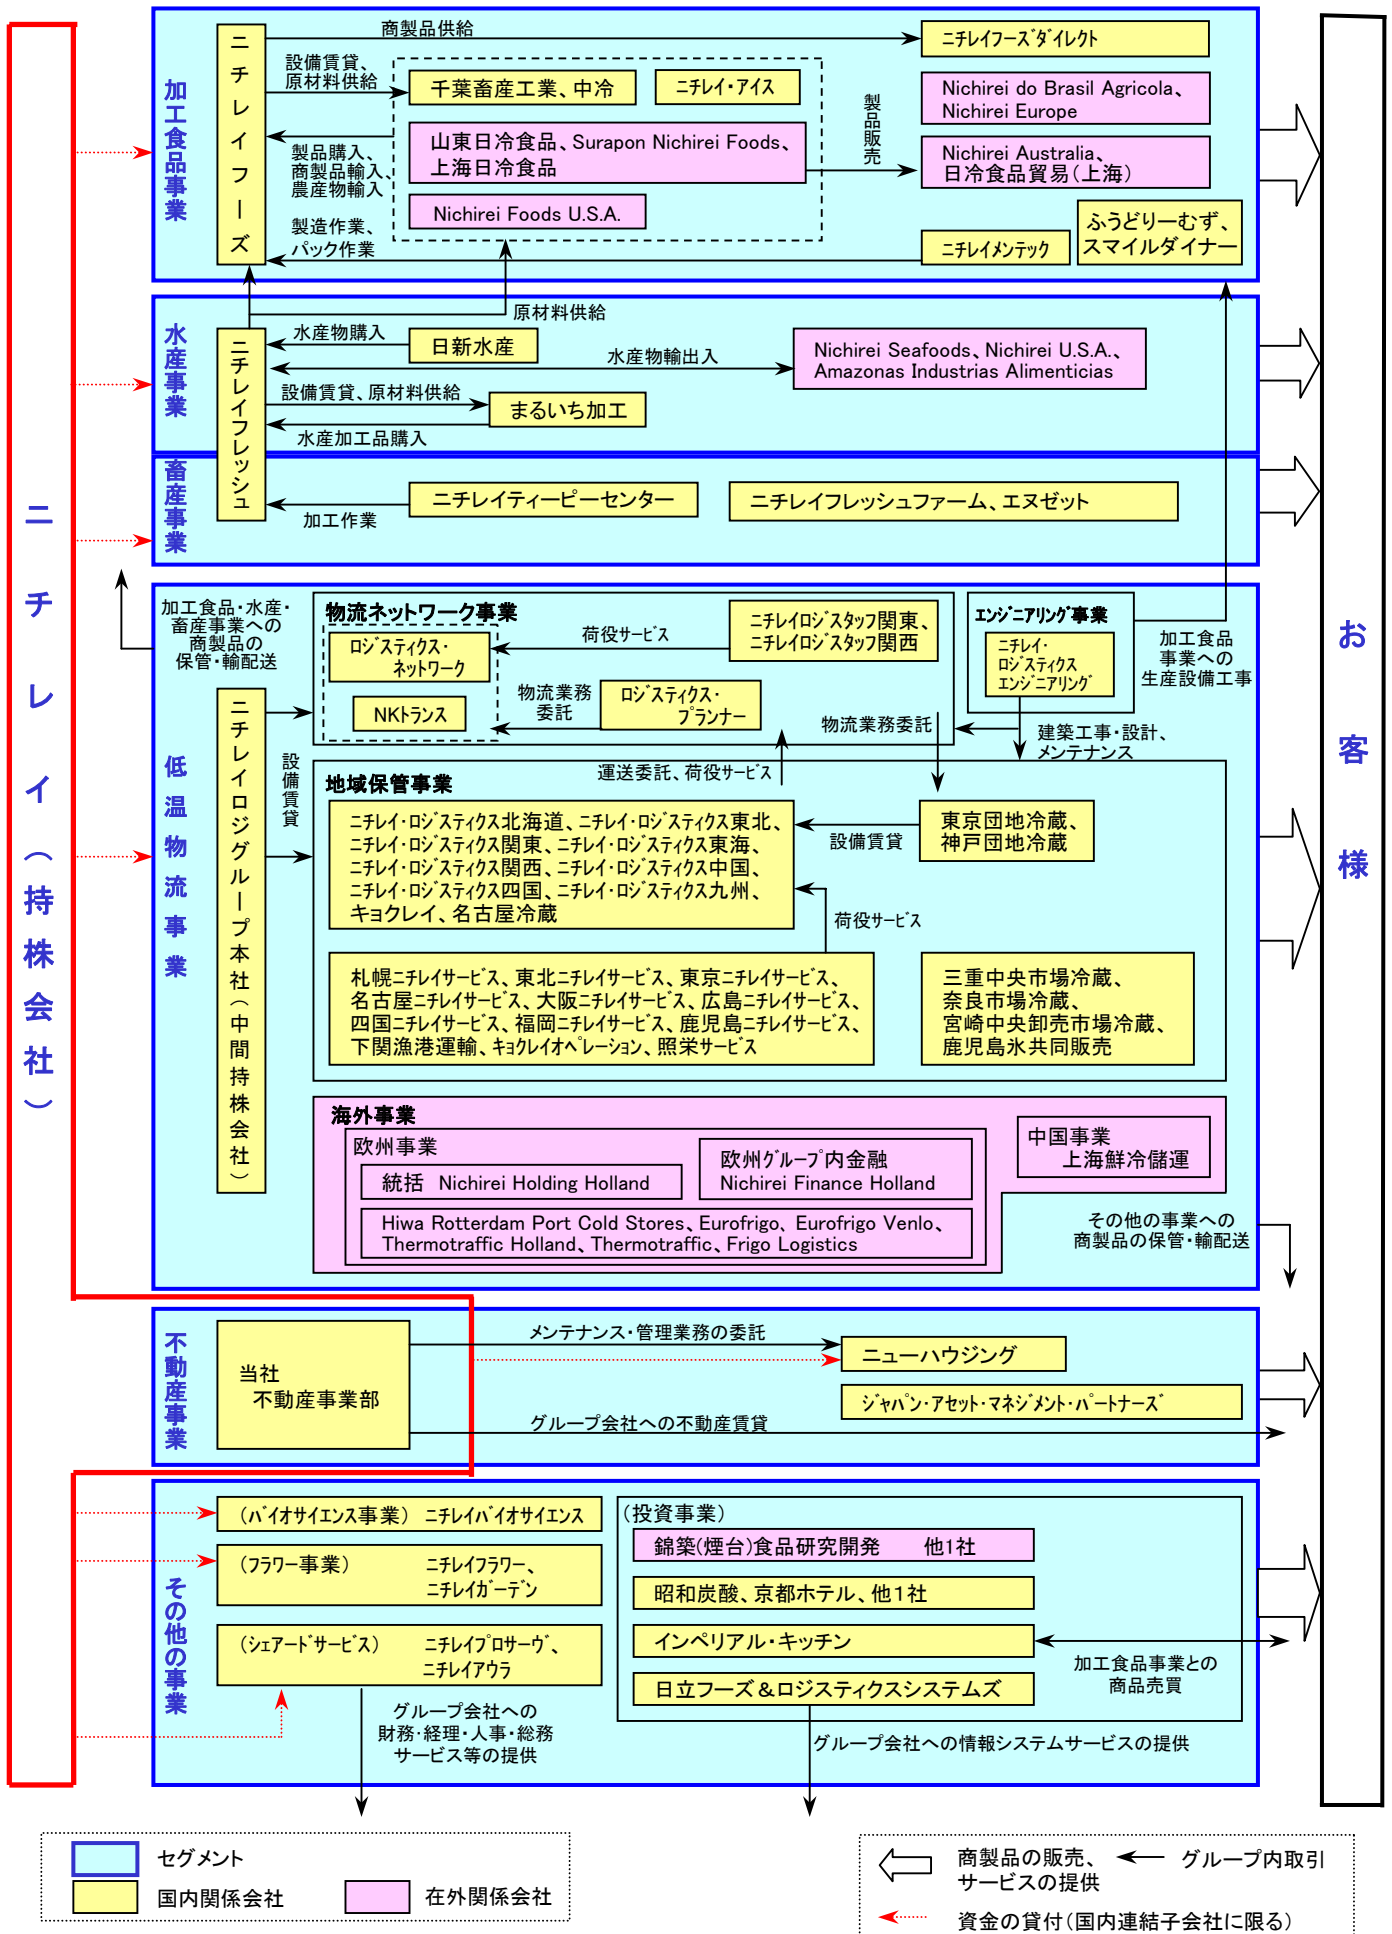 ニチレイ（持株会社）
お客様
加工食品事業
ニチレイフーズ
商製品供給
ニチレイフーズダイレクト
設備賃貸、
原材料供給
千葉畜産工業、中冷
ニチレイ・アイス
製品販売
Nichirei do Brasil Agricola、
Nichirei Europe
製品購入、
商製品輸入、
農産物輸入
山東日冷食品、Surapon Nichirei Foods、
上海日冷食品
Nichirei Australia、
日冷食品貿易（上海）
Nichirei Foods U.S.A.
製造作業、
パック作業
ニチレイメンテック
ふうどりーむず、
スマイルダイナー
原材料供給
水産事業
ニチレイフレッシュ
水産物購入
日新水産
水産物輸出入
Nichirei Seafoods、Nichirei U.S.A.、
Amazonas Industrias Alimenticias
設備賃貸、原材料供給
まるいち加工
水産加工品購入
畜産事業
ニチレイティーピーセンター
加工作業
ニチレイフレッシュファーム、エヌゼット
加工食品・水産・
畜産事業への
商製品の
保管・輸配送
低温物流事業
ニチレイロジグループ本社（中間持株会社）
設備賃貸
物流ネットワーク事業
ロジスティクス・
ネットワーク
NKトランス
荷役サービス
ニチレイロジスタッフ関東、
ニチレイロジスタッフ関西
物流業務
委託
ロジスティクス・
プランナー
エンジニアリング事業
ニチレイ・
ロジスティクス
エンジニアリング
加工食品
事業への
生産設備工事
物流業務委託
建築工事・設計、
メンテナンス
運送委託、荷役サービス
地域保管事業
ニチレイ・ロジスティクス北海道、ニチレイ・ロジスティクス東北、
ニチレイ・ロジスティクス関東、ニチレイ・ロジスティクス東海、
ニチレイ・ロジスティクス関西、ニチレイ・ロジスティクス中国、
ニチレイ・ロジスティクス四国、ニチレイ・ロジスティクス九州、
キョクレイ、名古屋冷蔵
設備賃貸
東京団地冷蔵、
神戸団地冷蔵
荷役サービス
札幌ニチレイサービス、東北ニチレイサービス、東京ニチレイサービス、
名古屋ニチレイサービス、大阪ニチレイサービス、広島ニチレイサービス、
四国ニチレイサービス、福岡ニチレイサービス、鹿児島ニチレイサービス、
下関漁港運輸、キョクレイオペレーション、照栄サービス
三重中央市場冷蔵、
奈良市場冷蔵、
宮崎中央卸売市場冷蔵、
鹿児島氷共同販売
海外事業
欧州事業
統括 Nichirei Holding Holland
欧州グループ内金融
Nichirei Finance Holland
Hiwa Rotterdam Port Cold Stores、Eurofrigo、Eurofrigo Venlo、
Thermotraffic Holland、Thermotraffic、Frigo Logistics
中国事業
上海鮮冷儲運
その他の事業への
商製品の保管・輸配送
不動産事業
当社
不動産事業部
メンテナンス・管理業務の委託
ニューハウジング
ジャパン・アセット・マネジメント・パートナーズ
グループ会社への不動産賃貸
その他の事業
（バイオサイエンス事業） ニチレイバイオサイエンス
（フラワー事業） ニチレイフラワー、
ニチレイガーデン
（シェアードサービス） ニチレイプロサーヴ、
ニチレイアウラ
グループ会社への
財務・経理・人事・総務
サービス等の提供
（投資事業）
錦築(煙台)食品研究開発 他1社
昭和炭酸、京都ホテル、他１社
インペリアル・キッチン
加工食品事業との
商品売買
日立フーズ＆ロジスティクスシステムズ
グループ会社への情報システムサービスの提供
セグメント
国内関係会社
在外関係会社
商製品の販売、
サービスの提供
グループ内取引
資金の貸付（国内連結子会社に限る）